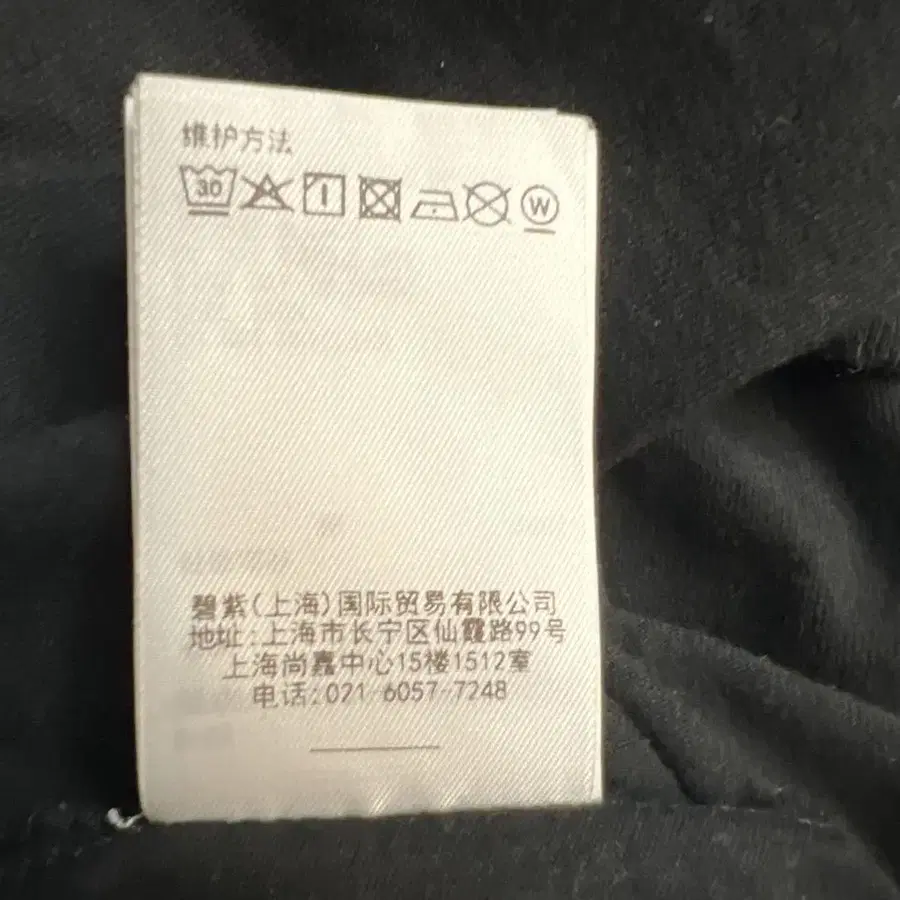 维护方法
30 W
碧紫(上海)国际贸易有限公司
地址:上海市长宁区仙霞路99号
上海尚嘉中心15楼1512室
电话:021-6057-7248